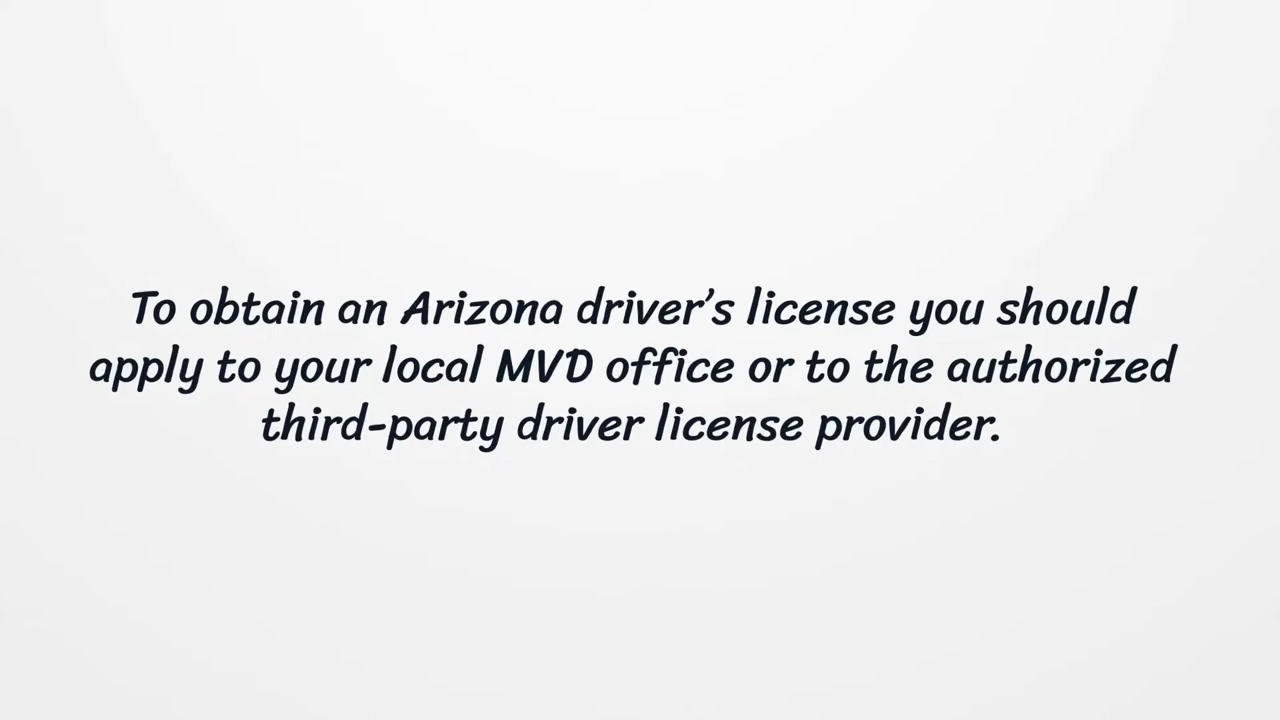 To obtain an Arizona driver’s license you should
apply to your local MVD office or to the authorized
third-party driver license provider.